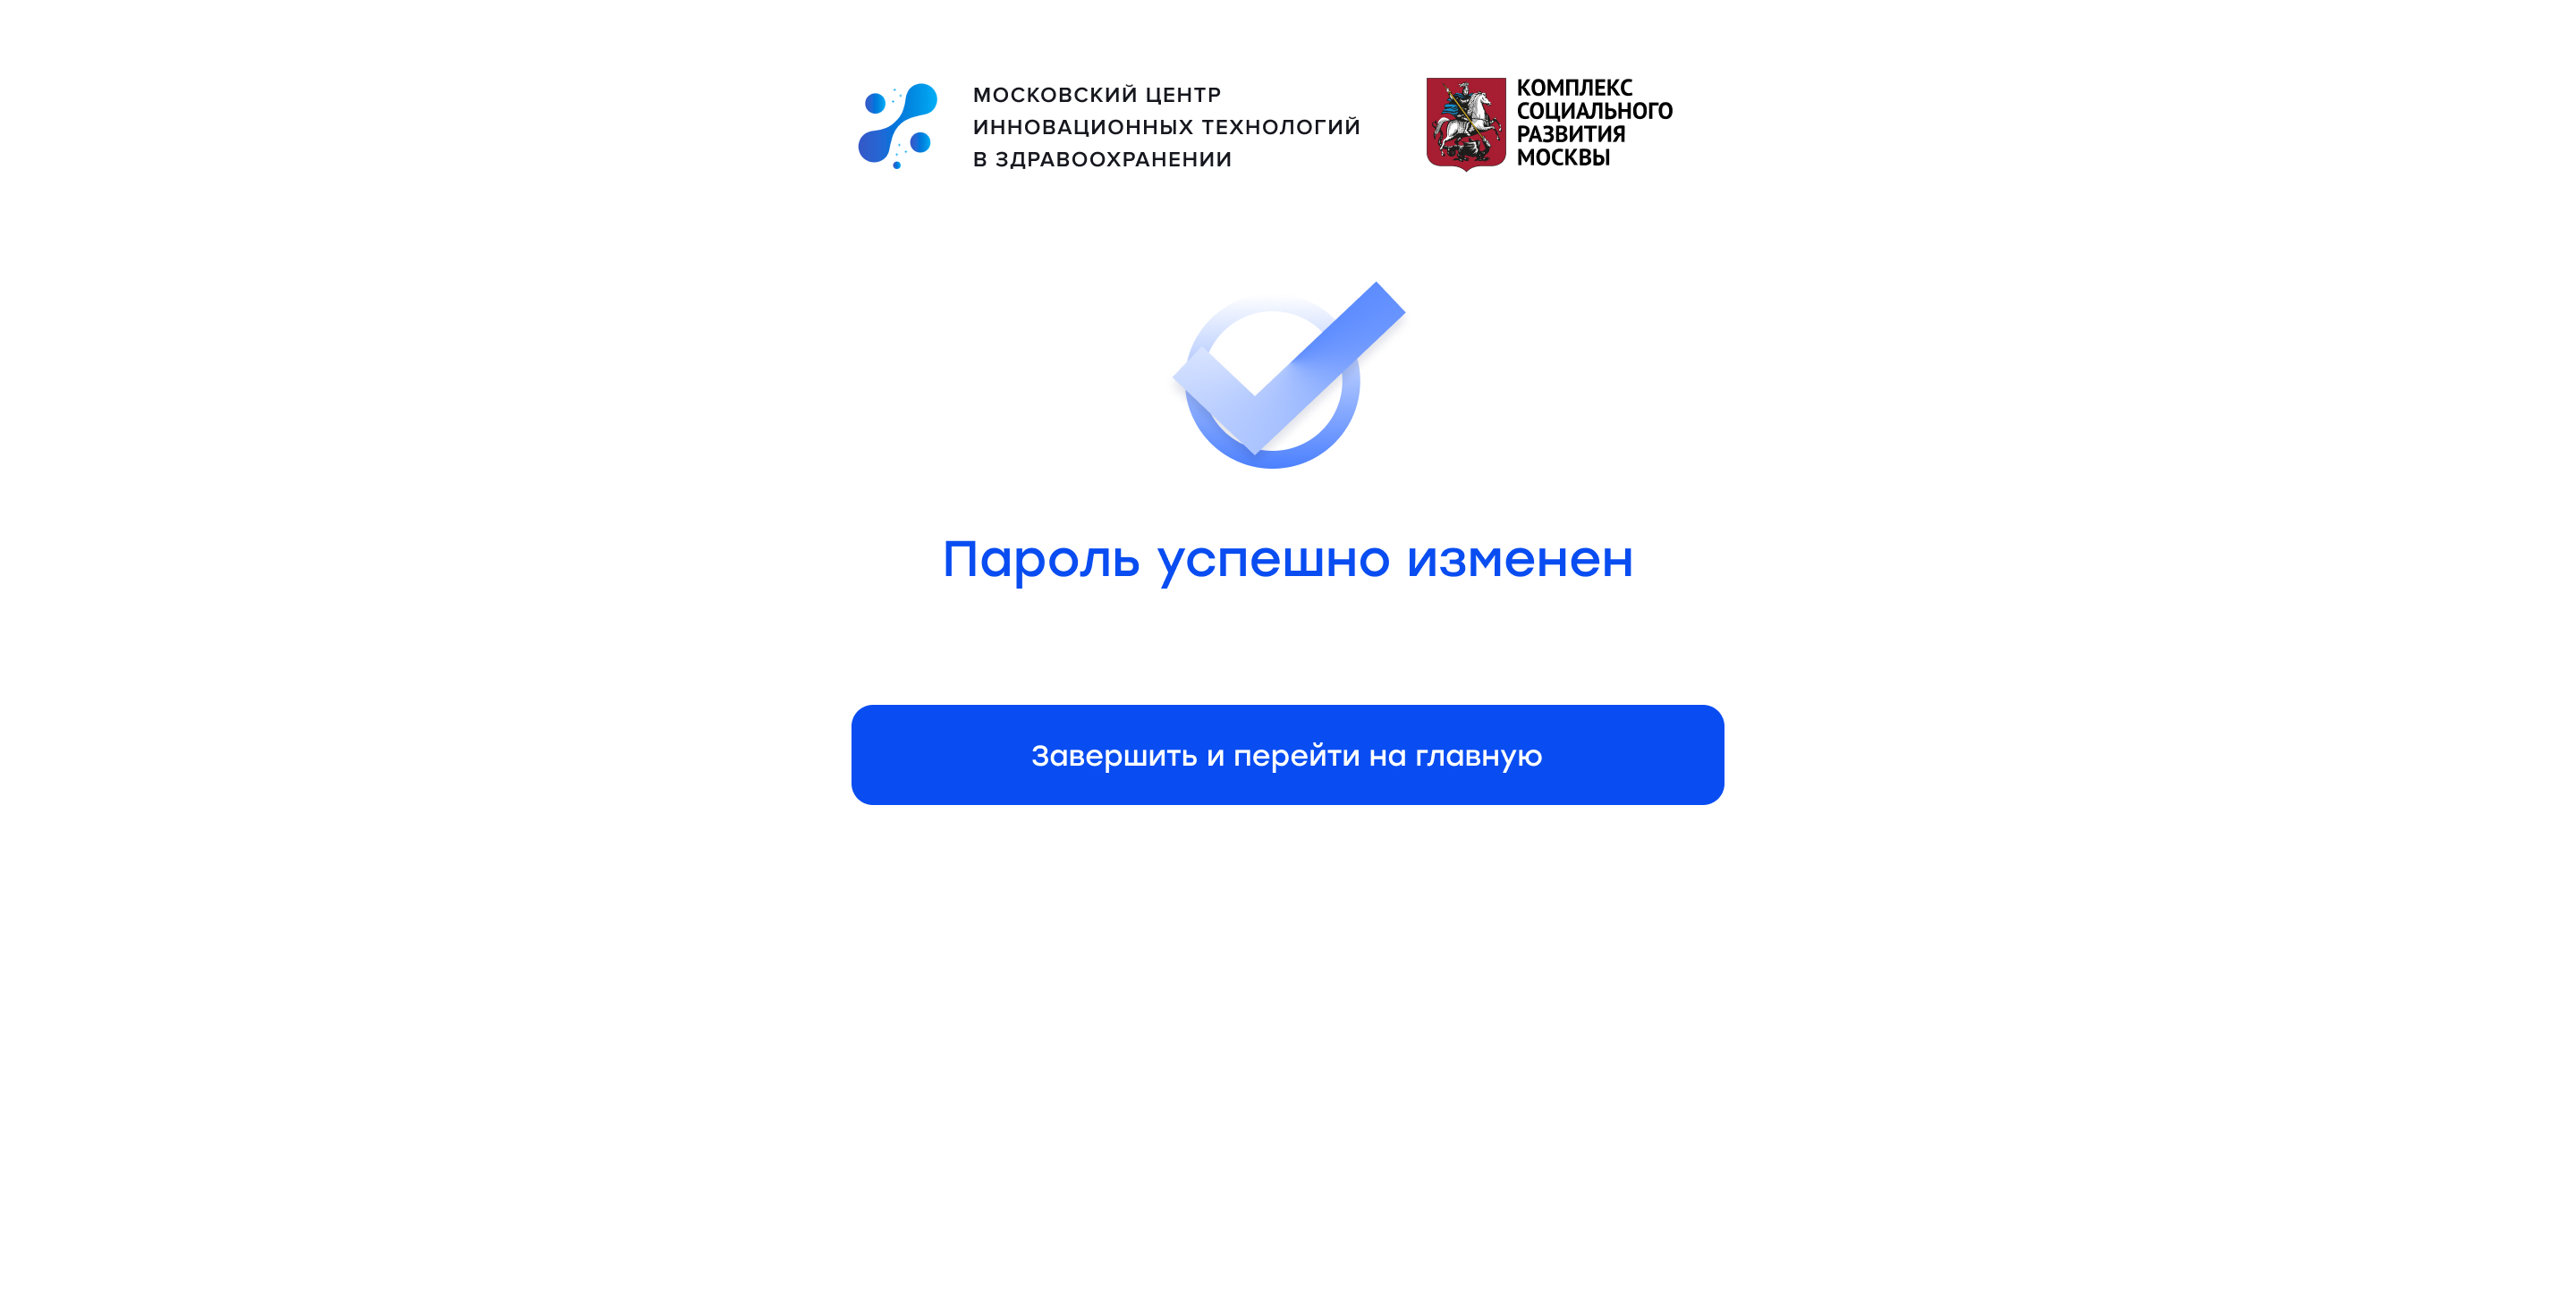 МОСКОВСКИЙ ЦЕНТР
ИННОВАЦИОННЫХ ТЕХНОЛОГИЙ
В ЗДРАВООХРАНЕНИИ
КОМПЛЕКС
СОЦИАЛЬНОГО
РАЗВИТИЯ
МОСКВЫ
Пароль успешно изменен
Завершить и перейти на главную